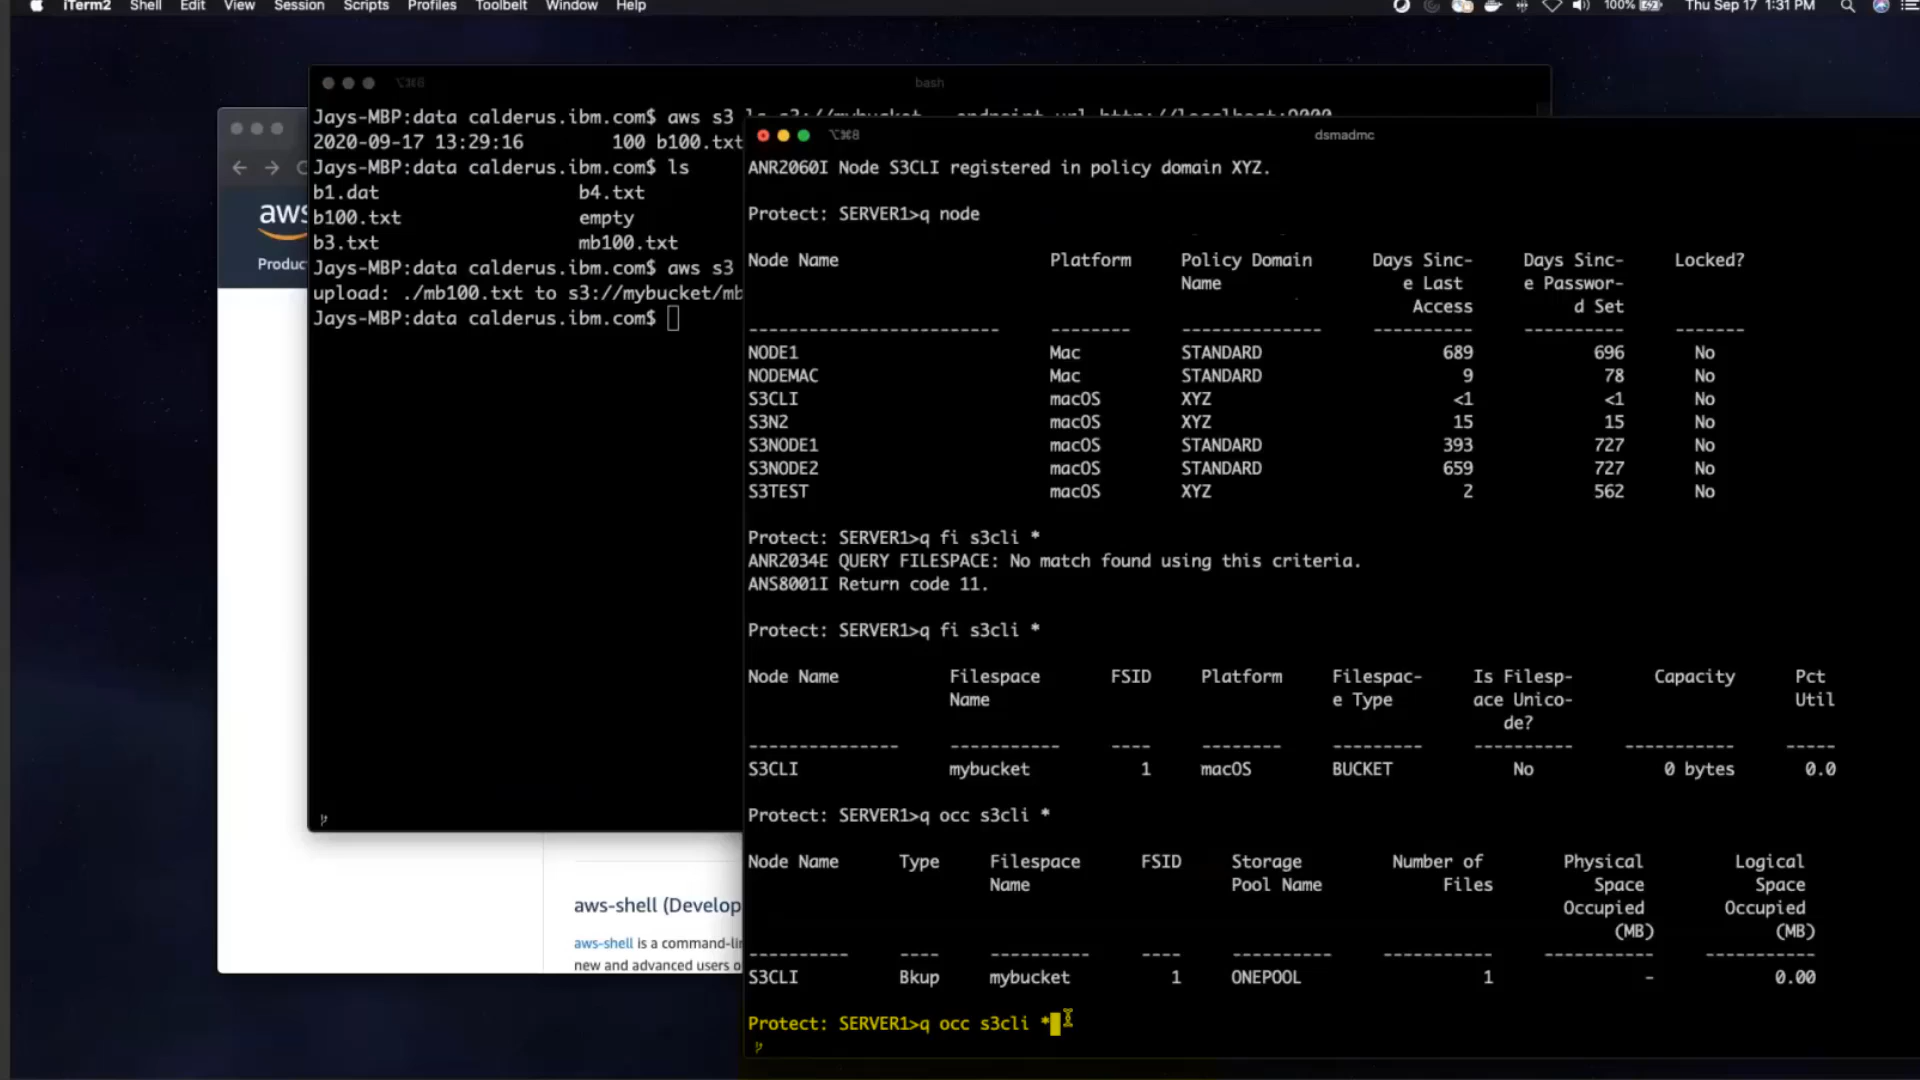 iTerm2 Shell Edit View Session Scripts Profiles Toolbelt Window Help 100% Thu Sep 17 1:31 PM
⌥⌘6 bash
Jays-MBP:data calderus.ibm.com$ aws s3 ls s3://mybucket --endpoint-url http://localhost:9000
2020-09-17 13:29:16 100 b100.txt
Jays-MBP:data calderus.ibm.com$ ls
b1.dat b4.txt
b100.txt empty
b3.txt mb100.txt
Jays-MBP:data calderus.ibm.com$ aws s3
upload: ./mb100.txt to s3://mybucket/mb
Jays-MBP:data calderus.ibm.com$
aws
Produc
aws-shell (Develop
aws-shell is a command-li
new and advanced users o
⌥⌘8 dsmadmc
ANR2060I Node S3CLI registered in policy domain XYZ.
Protect: SERVER1>q node
Node Name Platform Policy Domain Days Sinc- Days Sinc- Locked?
Name e Last e Passwor-
Access d Set
------------------------- -------- -------------- ---------- ---------- -------
NODE1 Mac STANDARD 689 696 No
NODEMAC Mac STANDARD 9 78 No
S3CLI macOS XYZ <1 <1 No
S3N2 macOS XYZ 15 15 No
S3NODE1 macOS STANDARD 393 727 No
S3NODE2 macOS STANDARD 659 727 No
S3TEST macOS XYZ 2 562 No
Protect: SERVER1>q fi s3cli *
ANR2034E QUERY FILESPACE: No match found using this criteria.
ANS8001I Return code 11.
Protect: SERVER1>q fi s3cli *
Node Name Filespace FSID Platform Filespac- Is Filesp- Capacity Pct
Name e Type ace Unico- Util
de?
--------------- ----------- ---- -------- --------- ---------- ----------- -----
S3CLI mybucket 1 macOS BUCKET No 0 bytes 0.0
Protect: SERVER1>q occ s3cli *
Node Name Type Filespace FSID Storage Number of Physical Logical
Name Pool Name Files Space Space
Occupied Occupied
(MB) (MB)
---------- ---- ---------- ---- ---------- ----------- ----------- -----------
S3CLI Bkup mybucket 1 ONEPOOL 1 - 0.00
Protect: SERVER1>q occ s3cli *